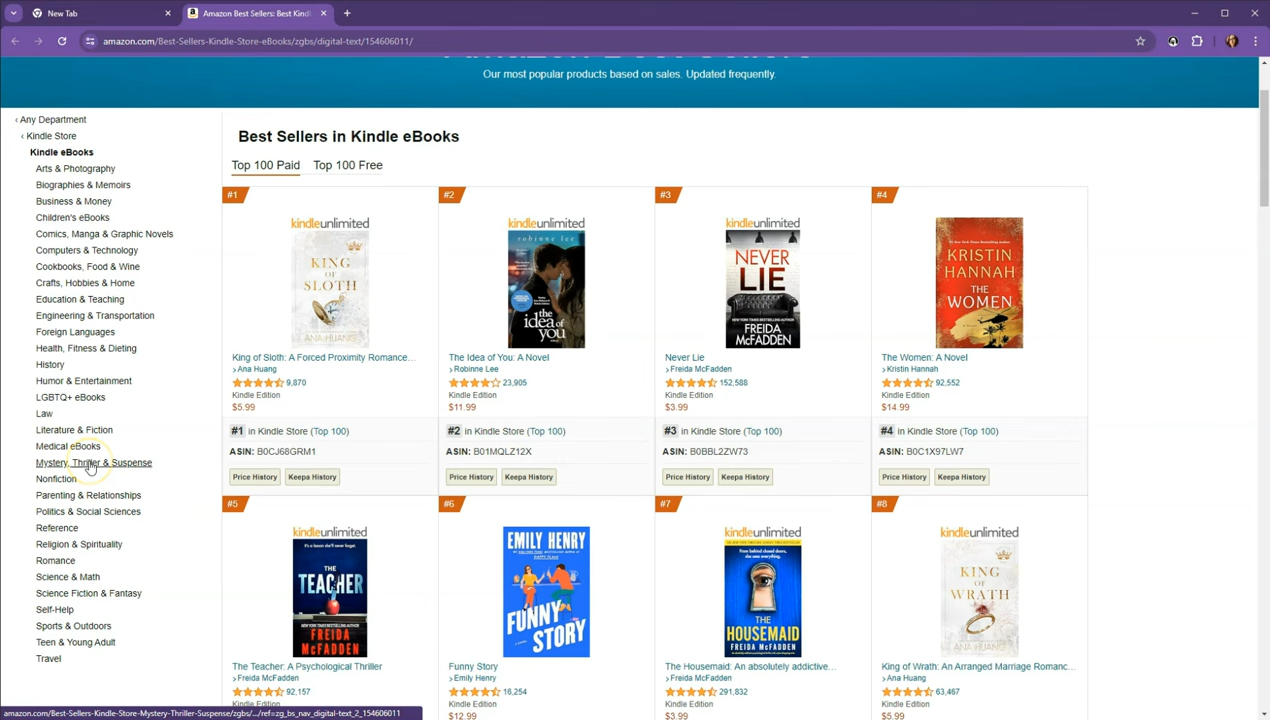 New Tab
Amazon Best Sellers: Best Kindl
amazon.com/Best-Sellers-Kindle-Store-eBooks/zgbs/digital-text/154606011/
Our most popular products based on sales. Updated frequently.
‹ Any Department
‹ Kindle Store
Kindle eBooks
Arts & Photography
Biographies & Memoirs
Business & Money
Children's eBooks
Comics, Manga & Graphic Novels
Computers & Technology
Cookbooks, Food & Wine
Crafts, Hobbies & Home
Education & Teaching
Engineering & Transportation
Foreign Languages
Health, Fitness & Dieting
History
Humor & Entertainment
LGBTQ+ eBooks
Law
Literature & Fiction
Medical eBooks
Mystery, Thriller & Suspense
Nonfiction
Parenting & Relationships
Politics & Social Sciences
Reference
Religion & Spirituality
Romance
Science & Math
Science Fiction & Fantasy
Self-Help
Sports & Outdoors
Teen & Young Adult
Travel
Best Sellers in Kindle eBooks
Top 100 Paid Top 100 Free
#1
kindleunlimited
KING
OF
SLOTH
ANA HUANG
King of Sloth: A Forced Proximity Romance…
› Ana Huang
9,870
Kindle Edition
$5.99
#1 in Kindle Store (Top 100)
ASIN: B0CJ68GRM1
Price History Keepa History
#2
kindleunlimited
robinne lee
the
idea of
you
The Idea of You: A Novel
› Robinne Lee
23,905
Kindle Edition
$11.99
#2 in Kindle Store (Top 100)
ASIN: B01MQLZ12X
Price History Keepa History
#3
kindleunlimited
NEVER
LIE
FREIDA
McFADDEN
Never Lie
› Freida McFadden
152,588
Kindle Edition
$3.99
#3 in Kindle Store (Top 100)
ASIN: B0BBL2ZW73
Price History Keepa History
#4
KRISTIN
HANNAH
THE
WOMEN
The Women: A Novel
› Kristin Hannah
92,552
Kindle Edition
$14.99
#4 in Kindle Store (Top 100)
ASIN: B0C1X97LW7
Price History Keepa History
#5
kindleunlimited
THE
TEACHER
FREIDA
McFADDEN
The Teacher: A Psychological Thriller
› Freida McFadden
92,157
Kindle Edition
#6
EMILY HENRY
FUNNY
STORY
Funny Story
› Emily Henry
16,254
Kindle Edition
$12.99
#7
kindleunlimited
THE
HOUSEMAID
FREIDA McFADDEN
The Housemaid: An absolutely addictive…
› Freida McFadden
291,832
Kindle Edition
$3.99
#8
kindleunlimited
KING
OF
WRATH
ANA HUANG
King of Wrath: An Arranged Marriage Romanc…
› Ana Huang
63,467
Kindle Edition
$5.99
amazon.com/Best-Sellers-Kindle-Store-Mystery-Thriller-Suspense/zgbs/.../ref=zg_bs_nav_digital-text_2_154606011